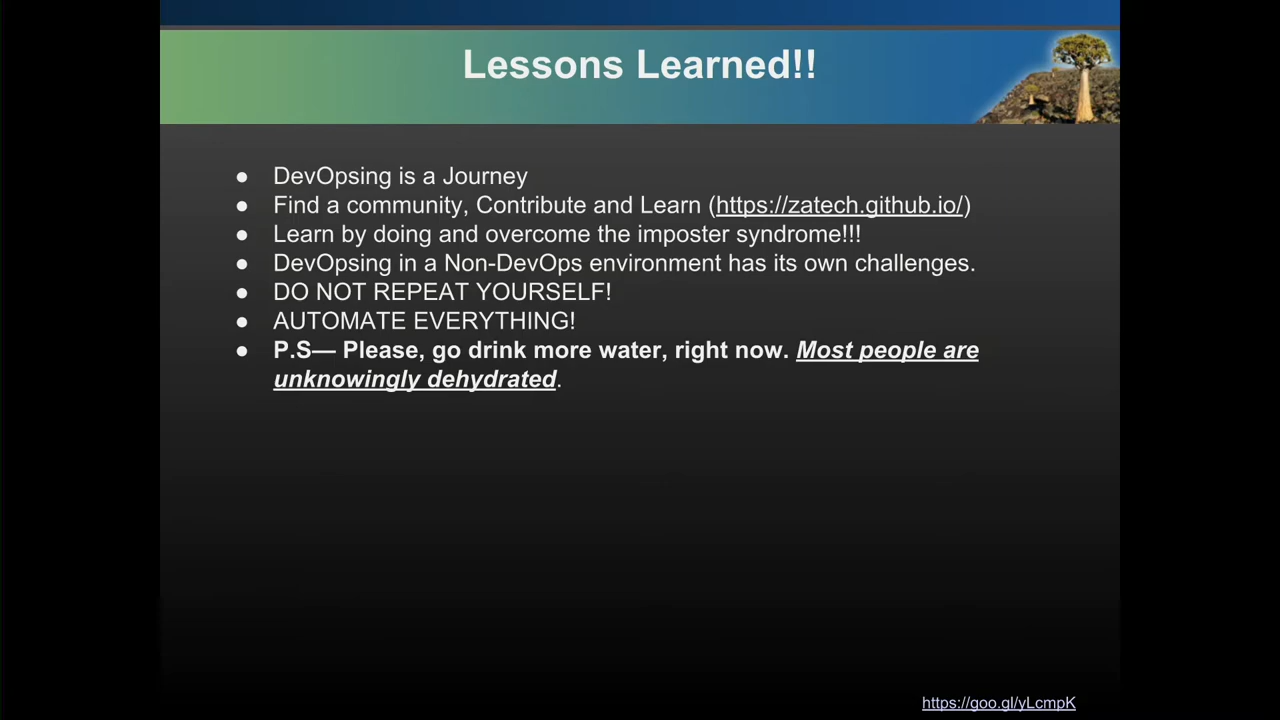 Lessons Learned!!
● DevOpsing is a Journey
● Find a community, Contribute and Learn (https://zatech.github.io/)
● Learn by doing and overcome the imposter syndrome!!!
● DevOpsing in a Non-DevOps environment has its own challenges.
● DO NOT REPEAT YOURSELF!
● AUTOMATE EVERYTHING!
● P.S— Please, go drink more water, right now. Most people are
unknowingly dehydrated.
https://goo.gl/yLcmpK